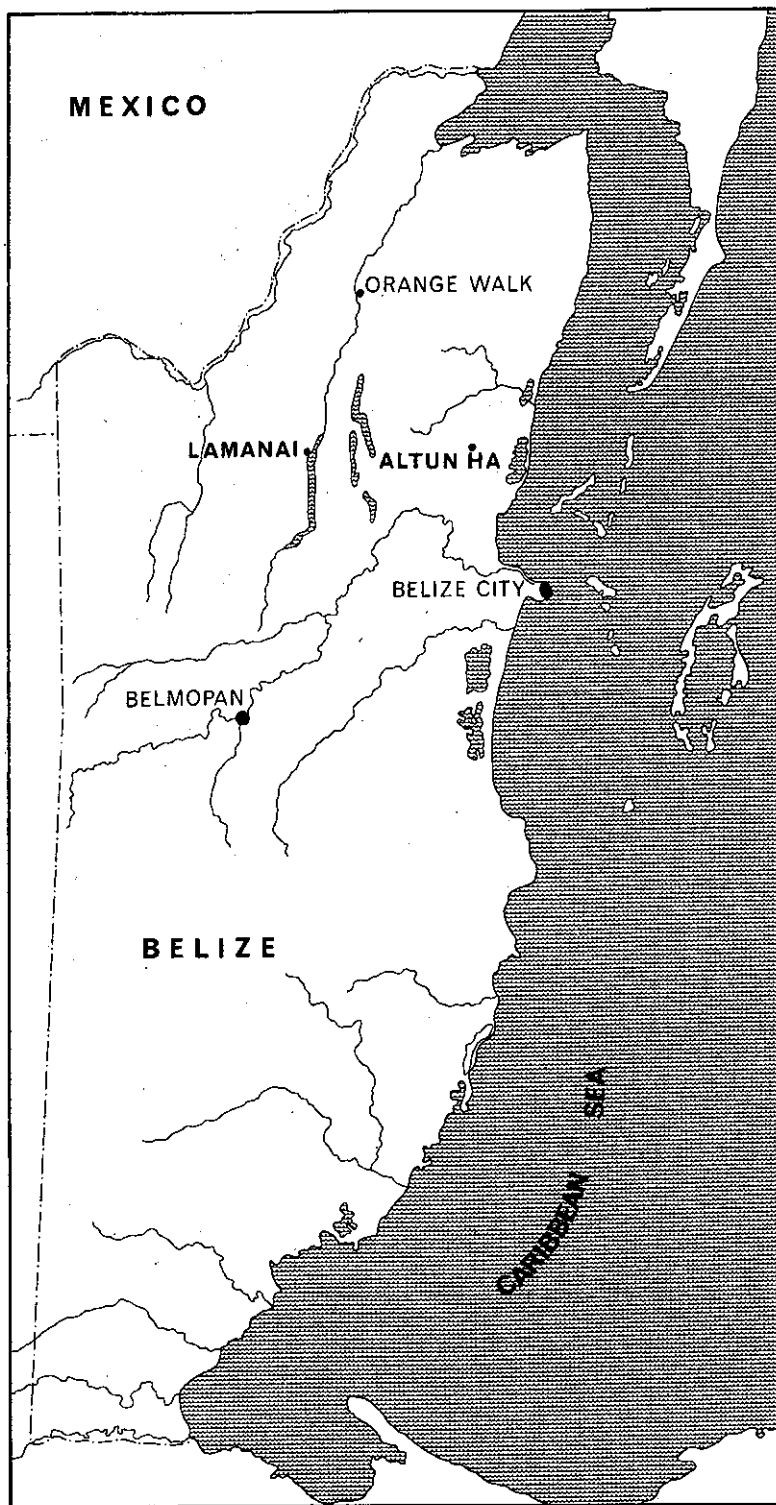 MEXICO
ORANGE WALK
LAMANAI
ALTUN HA
BELIZE CITY
BELMOPAN
BELIZE
CARIBBEAN SEA